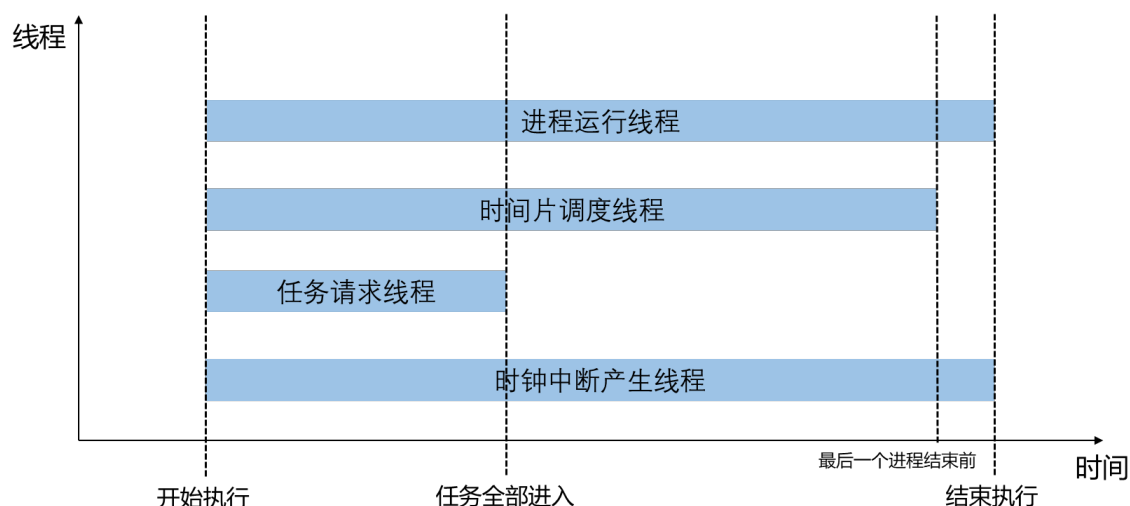 线程
进程运行线程
时间片调度线程
任务请求线程
时钟中断产生线程
最后一个进程结束前
时间
开始执行
任务全部进入
结束执行